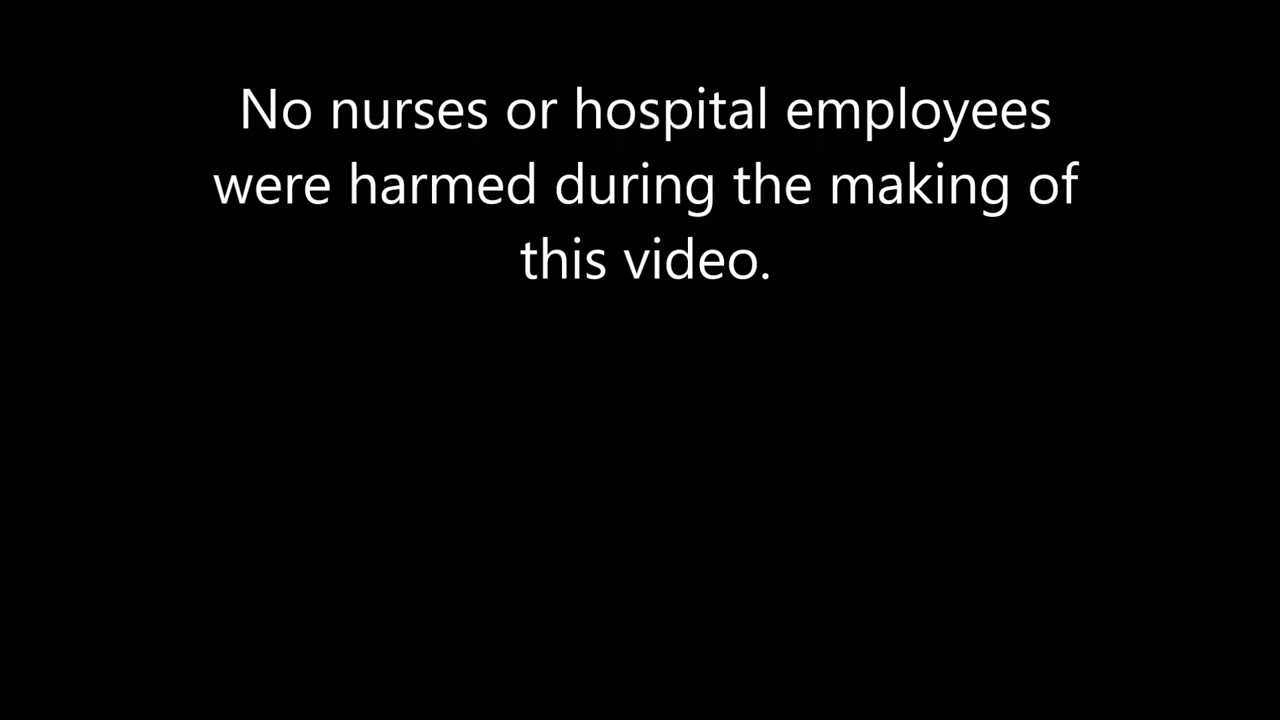 No nurses or hospital employees
were harmed during the making of
this video.